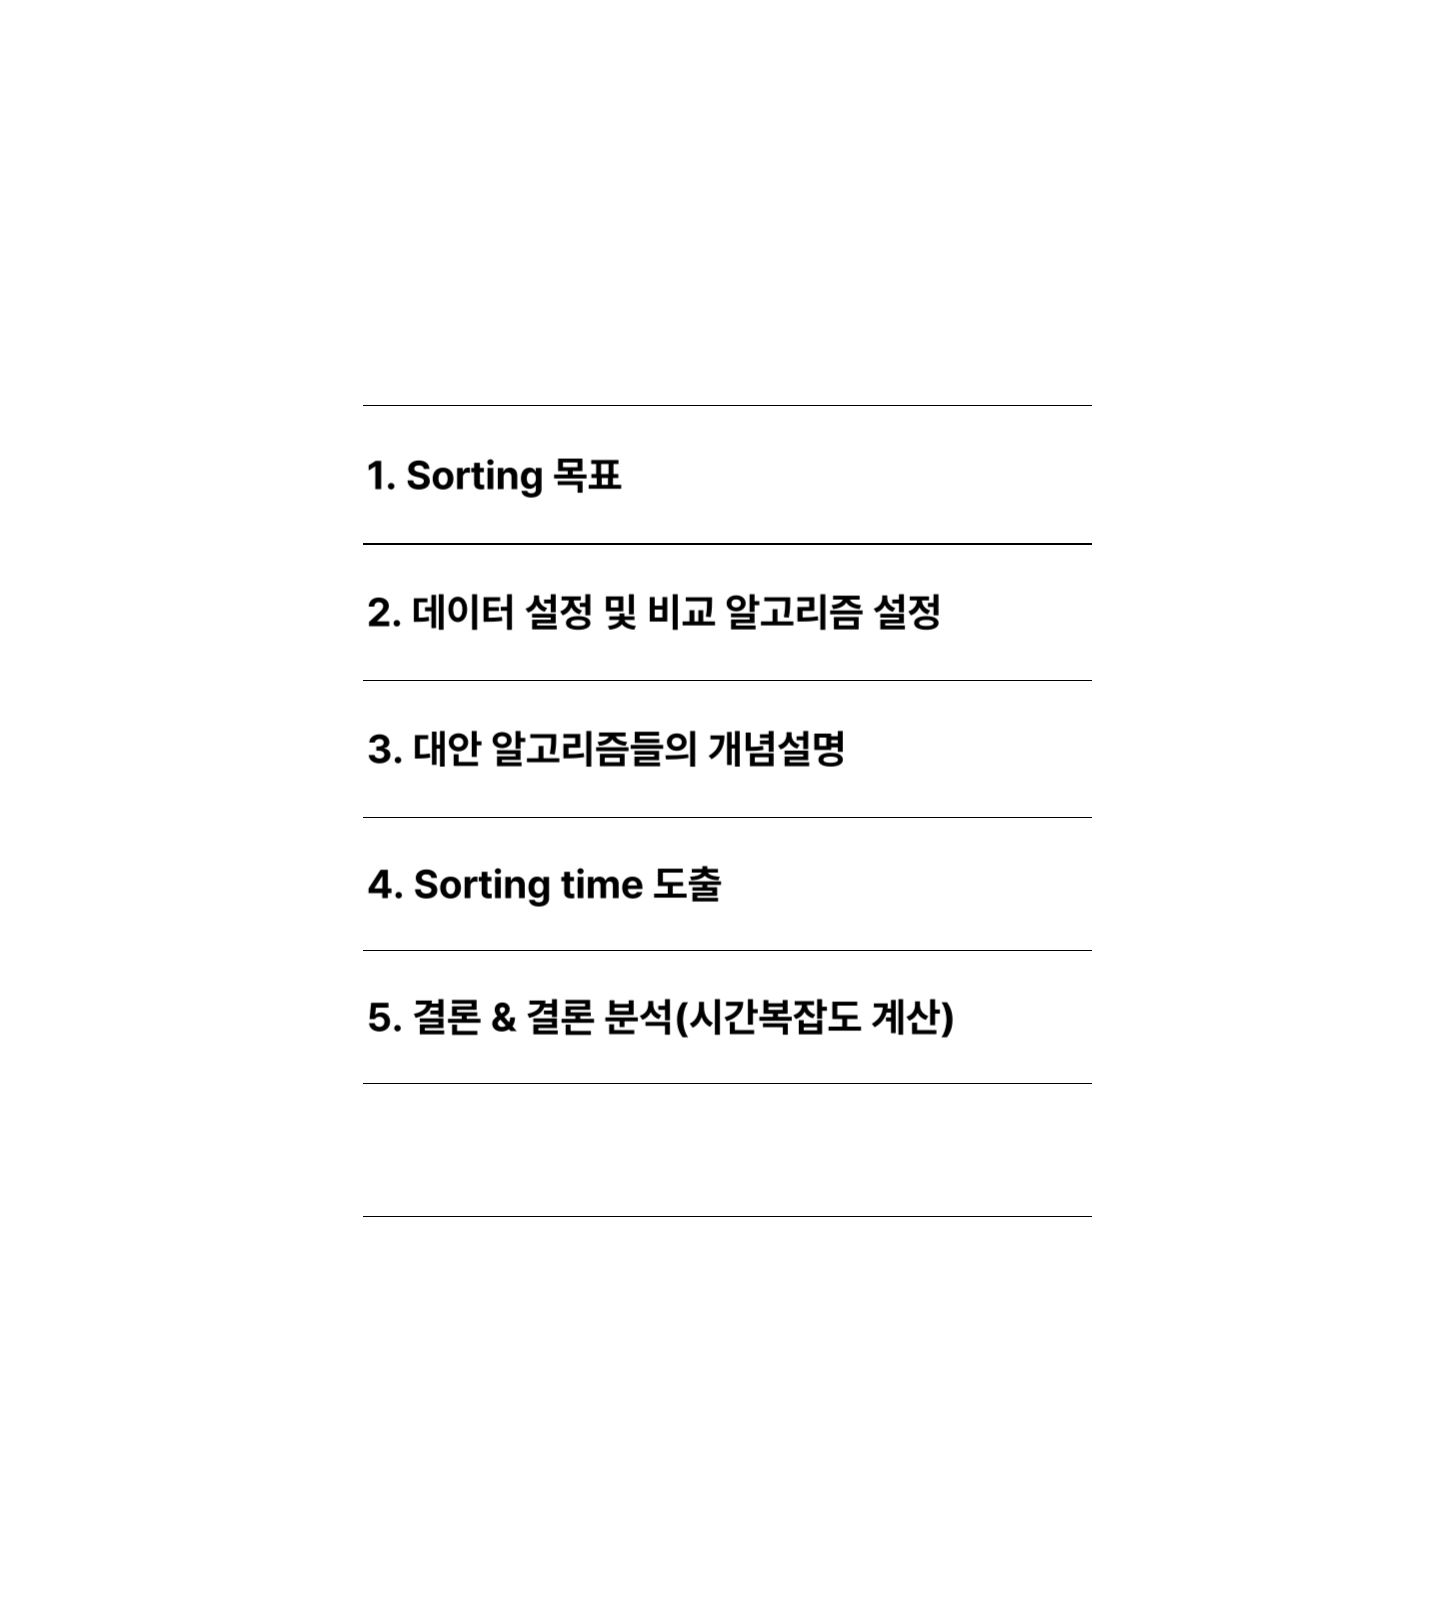 1. Sorting 목표
2. 데이터 설정 및 비교 알고리즘 설정
3. 대안 알고리즘들의 개념설명
4. Sorting time 도출
5. 결론 & 결론 분석(시간복잡도 계산)